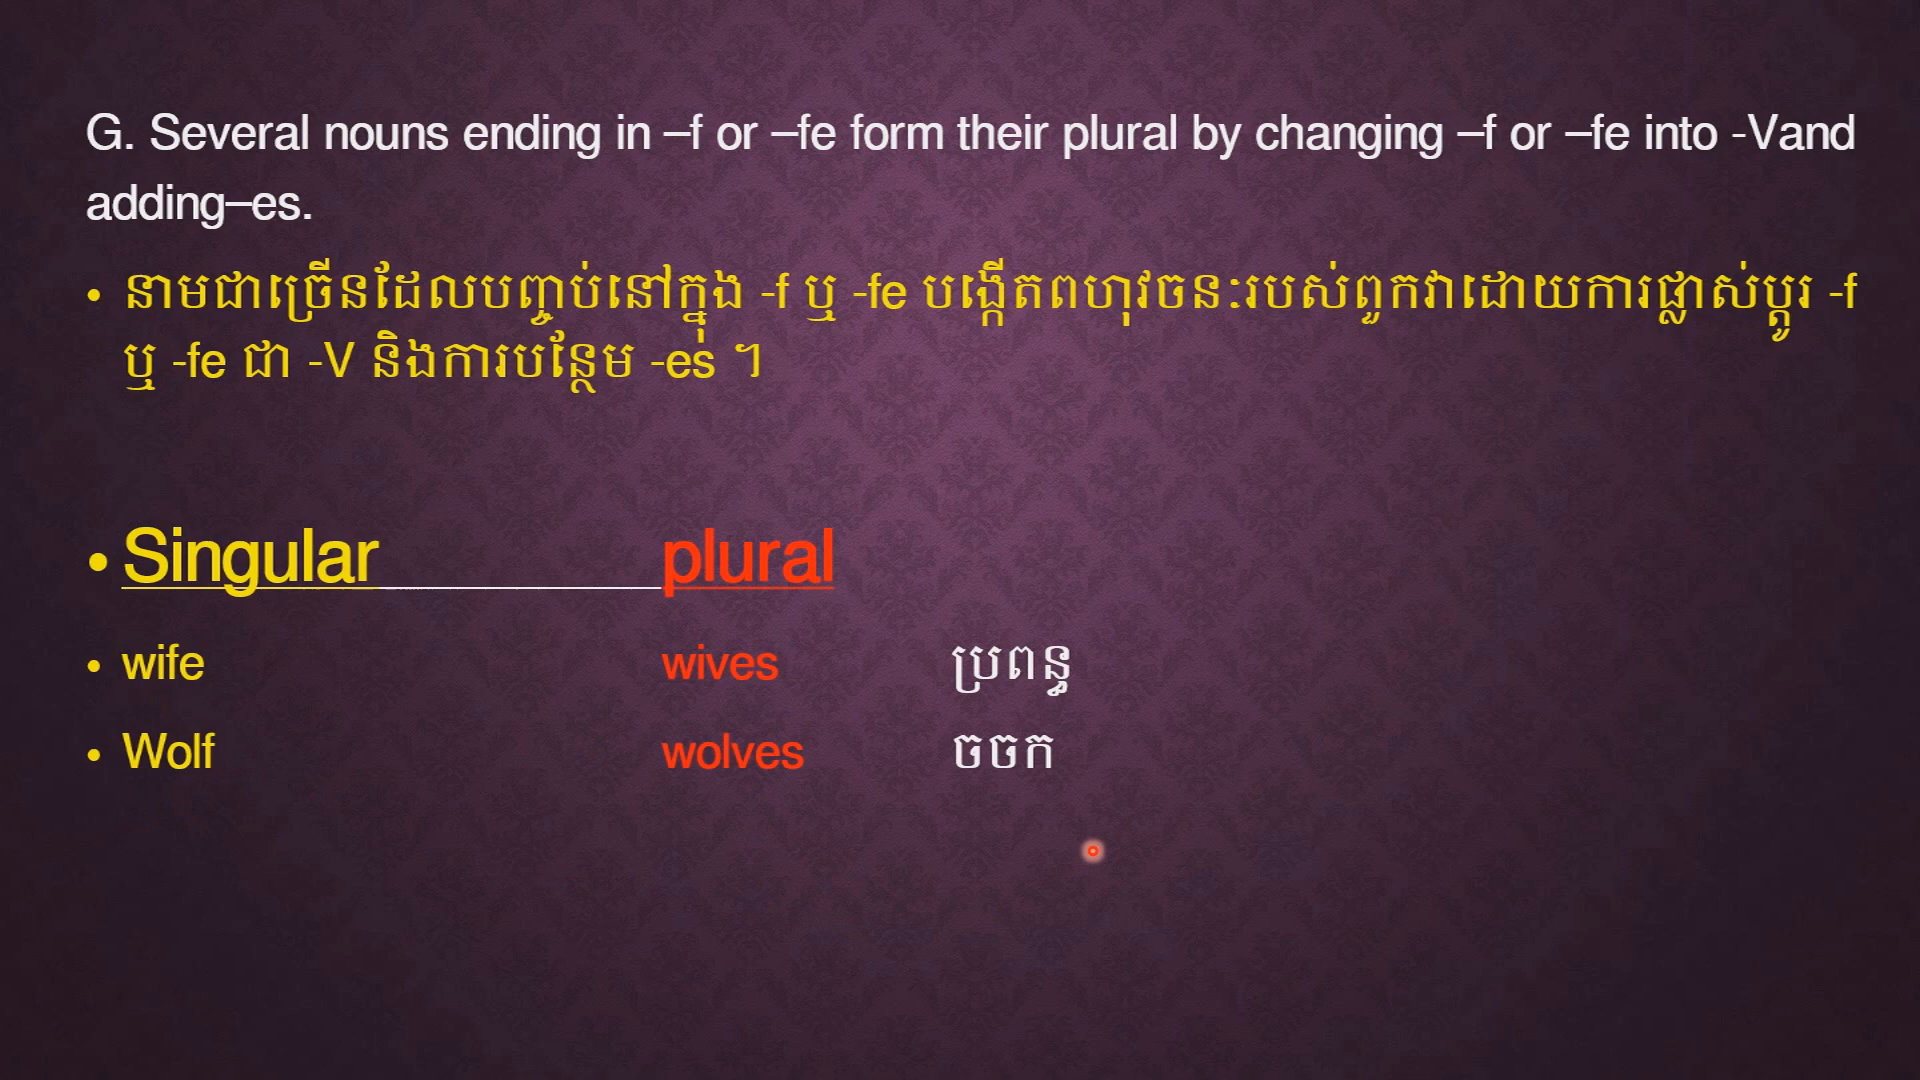 G. Several nouns ending in –f or –fe form their plural by changing –f or –fe into -Vand
adding–es.
• នាមជាច្រើនដែលបញ្ចប់នៅក្នុង -f ឬ -fe បង្កើតពហុវចនៈរបស់ពួកវាដោយការផ្លាស់ប្តូរ -f
ឬ -fe ជា -V និងការបន្ថែម -es ។
• Singular plural
• wife wives ប្រពន្ធ
• Wolf wolves ចចក